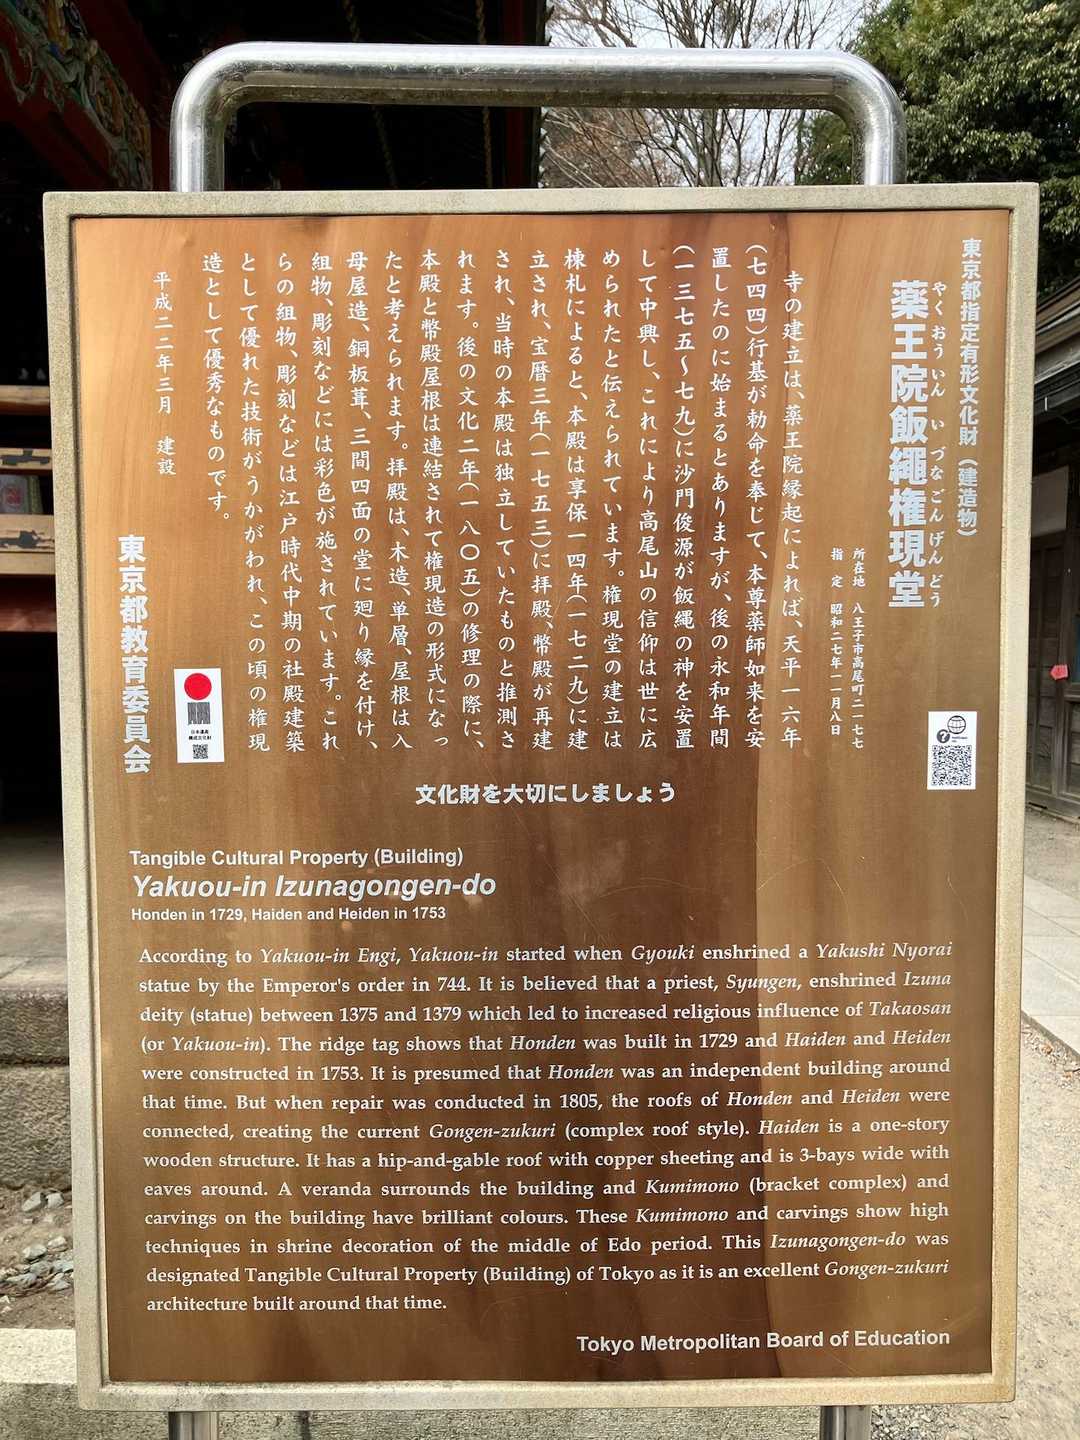 東京都指定有形文化財（建造物）
やくおういん いづなごんげんどう
薬王院飯縄権現堂
所在地 八王子市高尾町二一七七
指定 昭和二七年一一月八日
寺の建立は、薬王院縁起によれば、天平一六年
（七四四）行基が勅命を奉じて、本尊薬師如来を安
置したのに始まるとありますが、後の永和年間
（一三七五～七九）に沙門俊源が飯縄の神を安置
して中興し、これにより高尾山の信仰は世に広
められたと伝えられています。権現堂の建立は
棟札によると、本殿は享保一四年（一七二九）に建
立され、宝暦三年（一七五三）に拝殿、幣殿が再建
され、当時の本殿は独立していたものと推測さ
れます。後の文化二年（一八〇五）の修理の際に、
本殿と幣殿屋根は連結されて権現造の形式になっ
たと考えられます。拝殿は、木造、単層、屋根は入
母屋造、銅板葺、三間四面の堂に廻り縁を付け、
組物、彫刻などには彩色が施されています。これ
らの組物、彫刻などは江戸時代中期の社殿建築
として優れた技術がうかがわれ、この頃の権現
造として優秀なものです。
平成二二年三月 建設
東京都教育委員会
日本遺産
構成文化財
文化財を大切にしましょう
Tangible Cultural Property (Building)
Yakuou-in Izunagongen-do
Honden in 1729, Haiden and Heiden in 1753
According to Yakuou-in Engi, Yakuou-in started when Gyouki enshrined a Yakushi Nyorai
statue by the Emperor's order in 744. It is believed that a priest, Syungen, enshrined Izuna
deity (statue) between 1375 and 1379 which led to increased religious influence of Takaosan
(or Yakuou-in). The ridge tag shows that Honden was built in 1729 and Haiden and Heiden
were constructed in 1753. It is presumed that Honden was an independent building around
that time. But when repair was conducted in 1805, the roofs of Honden and Heiden were
connected, creating the current Gongen-zukuri (complex roof style). Haiden is a one-story
wooden structure. It has a hip-and-gable roof with copper sheeting and is 3-bays wide with
eaves around. A veranda surrounds the building and Kumimono (bracket complex) and
carvings on the building have brilliant colours. These Kumimono and carvings show high
techniques in shrine decoration of the middle of Edo period. This Izunagongen-do was
designated Tangible Cultural Property (Building) of Tokyo as it is an excellent Gongen-zukuri
architecture built around that time.
Tokyo Metropolitan Board of Education